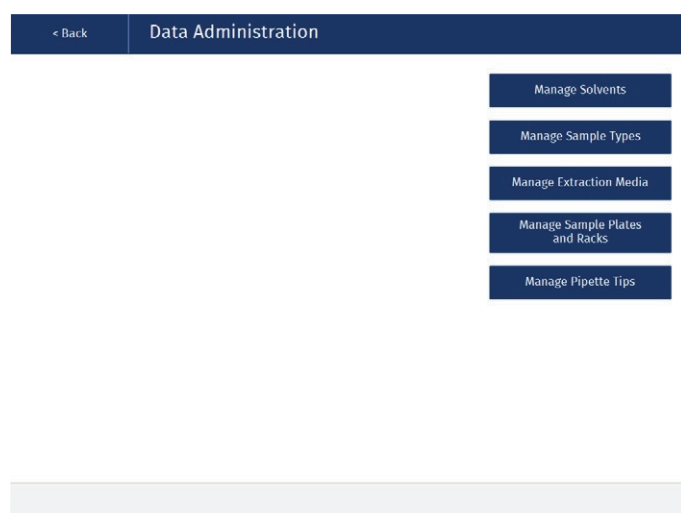 < Back
Data Administration
Manage Solvents
Manage Sample Types
Manage Extraction Media
Manage Sample Plates
and Racks
Manage Pipette Tips